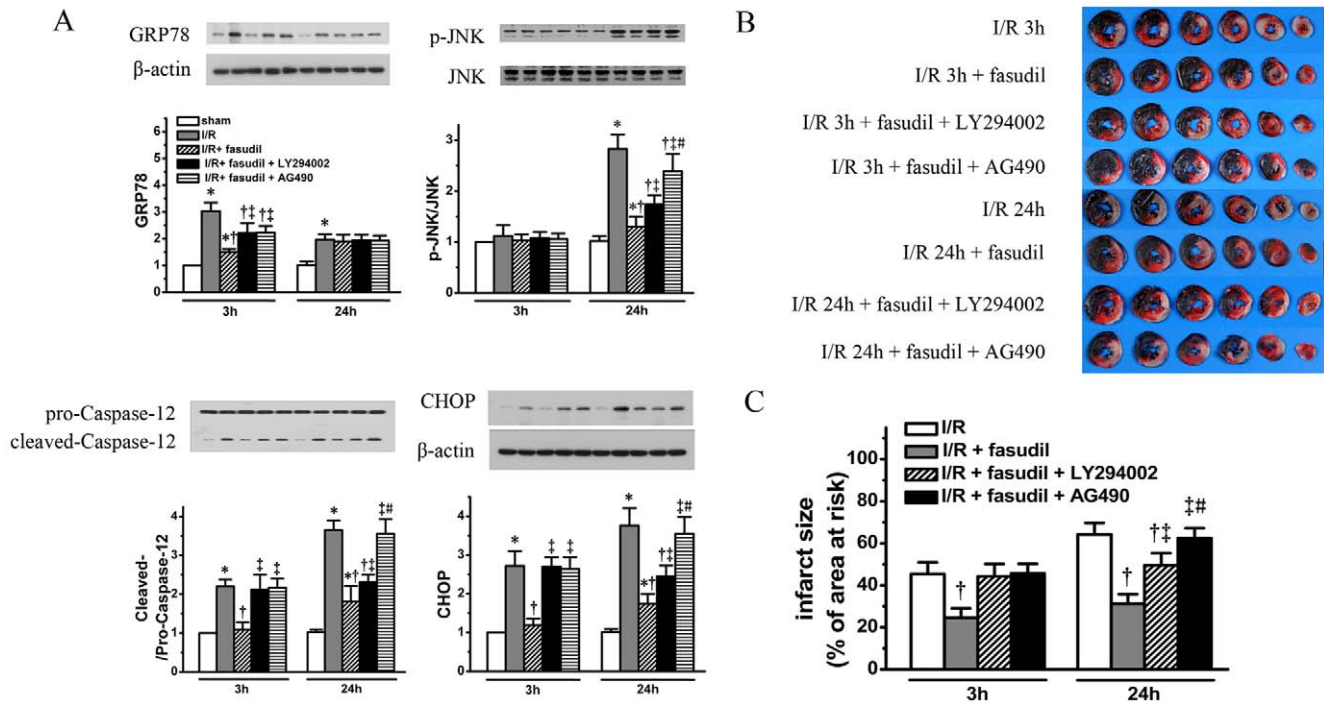 A
GRP78
β-actin
p-JNK
JNK
sham
I/R
I/R+ fasudil
I/R+ fasudil + LY294002
I/R+ fasudil + AG490
GRP78
8
7
6
5
4
3
2
1
0
*
*†
†‡
†‡
*
3h
24h
p-JNK/JNK
3
2
1
0
*
*†
†‡
†‡#
3h
24h
pro-Caspase-12
cleaved-Caspase-12
CHOP
β-actin
Cleaved-
/Pro-Caspase-12
4
3
2
1
0
*
†
‡
‡
*
*†
†‡
‡#
3h
24h
CHOP
4
3
2
1
0
*
†
‡
‡
*
*†
†‡
‡#
3h
24h
B
I/R 3h
I/R 3h + fasudil
I/R 3h + fasudil + LY294002
I/R 3h + fasudil + AG490
I/R 24h
I/R 24h + fasudil
I/R 24h + fasudil + LY294002
I/R 24h + fasudil + AG490
C
I/R
I/R + fasudil
I/R + fasudil + LY294002
I/R + fasudil + AG490
infarct size
(% of area at risk)
100
80
60
40
20
0
†
†
†‡
‡#
3h
24h